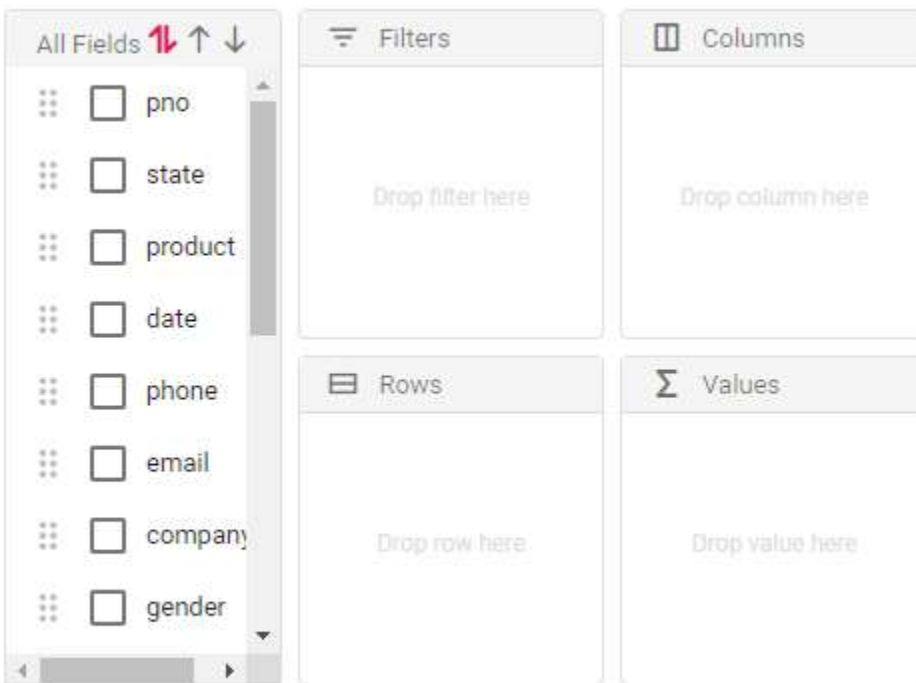 All Fields
pno
state
product
date
phone
email
company
gender
Filters
Drop filter here
Columns
Drop column here
Rows
Drop row here
Values
Drop value here